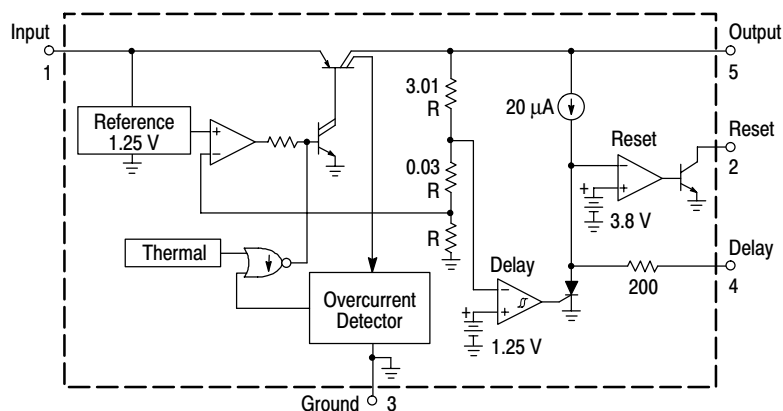 Input
1
Output
5
Reference
1.25 V
+
−
3.01
R
20 µA
Reset
−
+
+
3.8 V
Reset
2
0.03
R
R
Thermal
Overcurrent
Detector
Delay
−
+
+
1.25 V
200
Delay
4
Ground
3